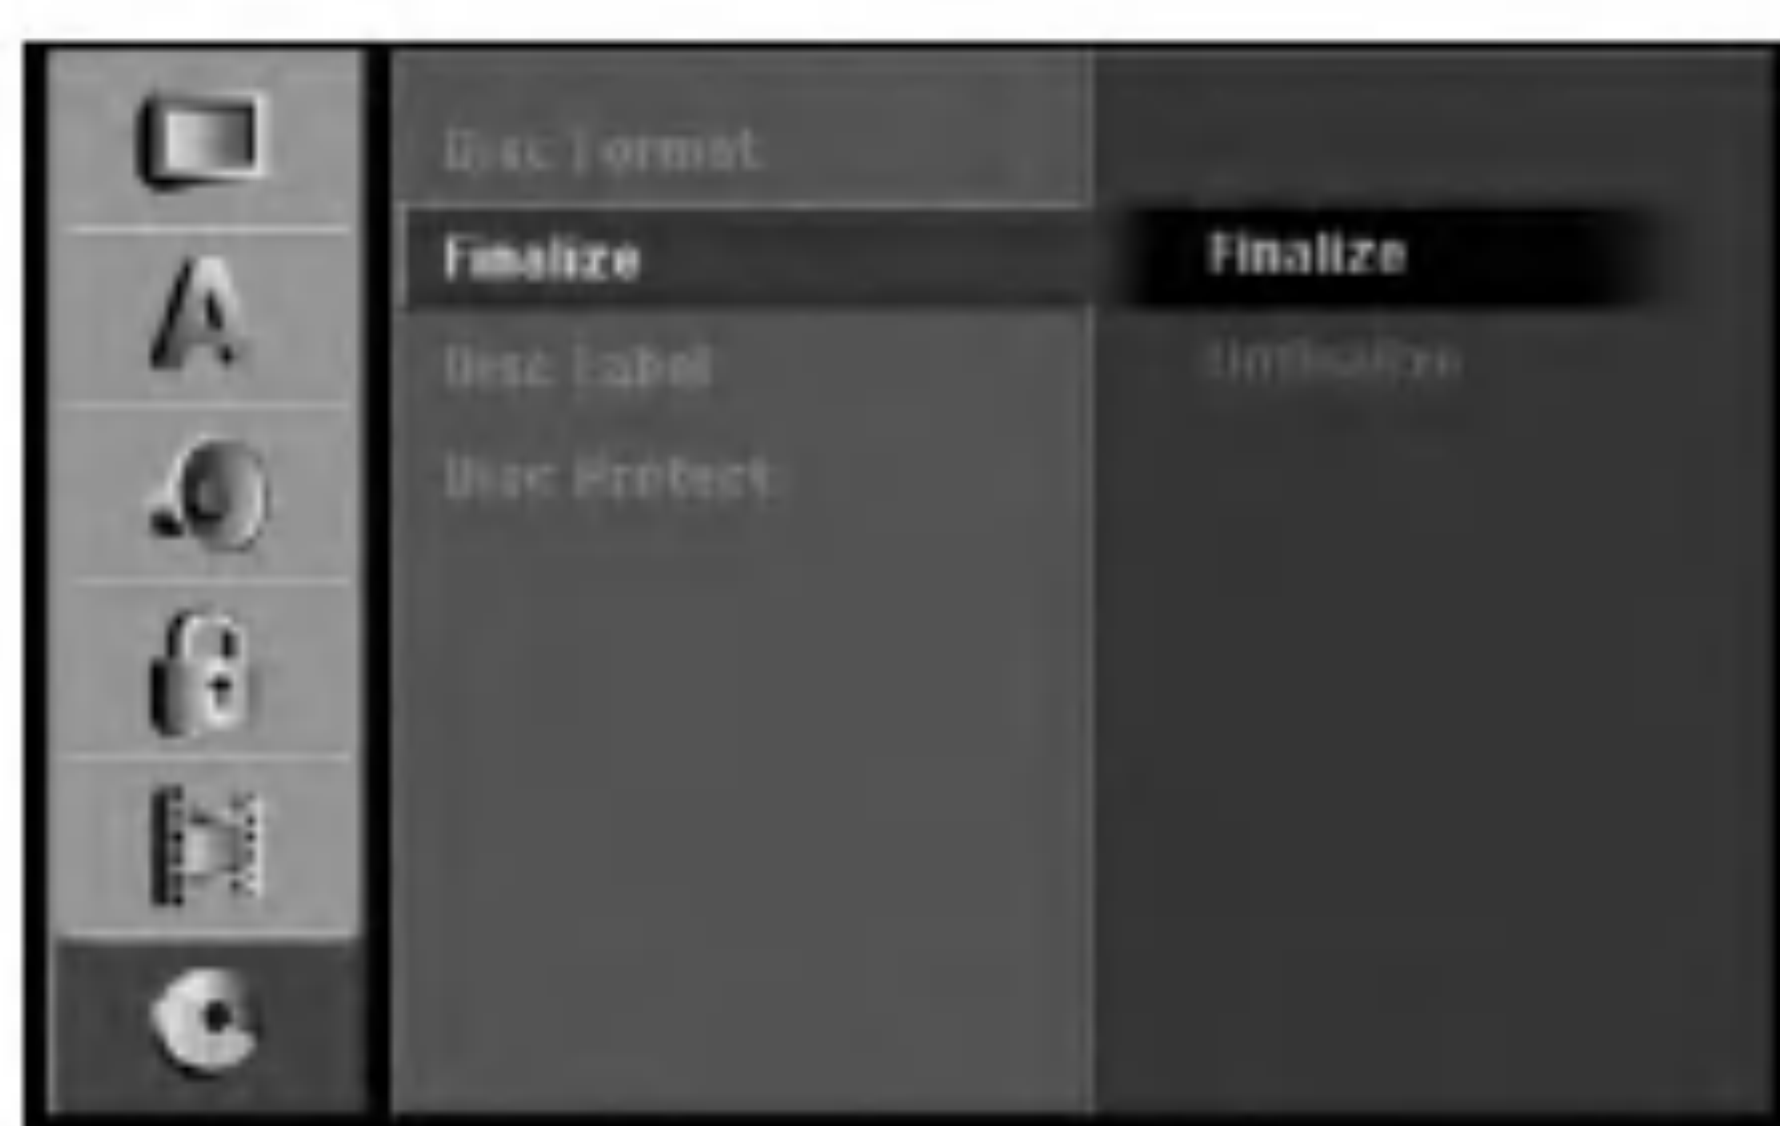 Disc Format
Finalize
Disc Label
Disc Protect
Finalize
Unfinalize